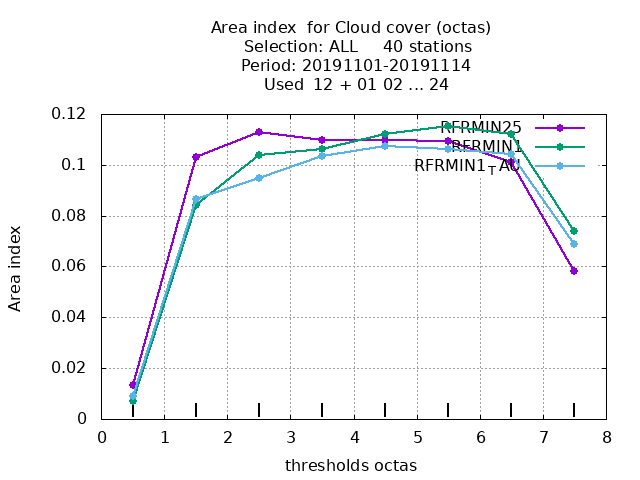 Area index  for Cloud cover (octas)
Selection: ALL     40 stations
Period: 20191101-20191114
Used  12 + 01 02 ... 24
RFRMIN25
RFRMIN1
RFRMIN1TAU
Area index
0.12
0.1
0.08
0.06
0.04
0.02
0
0 1 2 3 4 5 6 7 8
thresholds octas